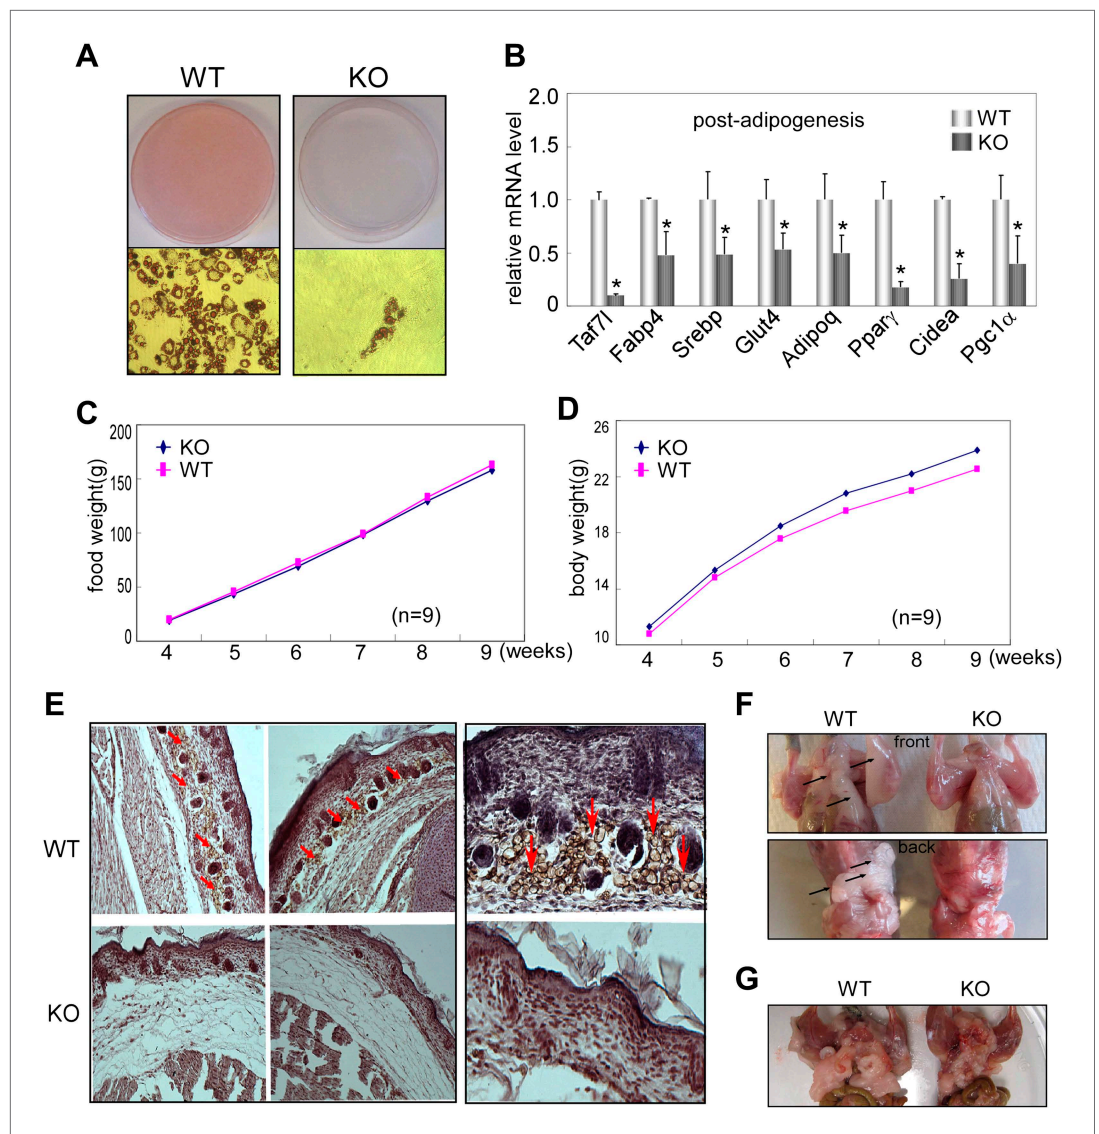 A
WT KO
B
relative mRNA level
2.0
1.5
1.0
0.5
0
post-adipogenesis
WT
KO
* * * * * * * *
Taf7l Fabp4 Srebp Glut4 Adipoq Pparγ Cidea Pgc1α
C
food weight(g)
200
150
100
50
0
KO
WT
(n=9)
4 5 6 7 8 9 (weeks)
D
body weight(g)
26
22
18
14
10
KO
WT
(n=9)
4 5 6 7 8 9 (weeks)
E
WT
KO
F
WT KO
front
back
G
WT KO